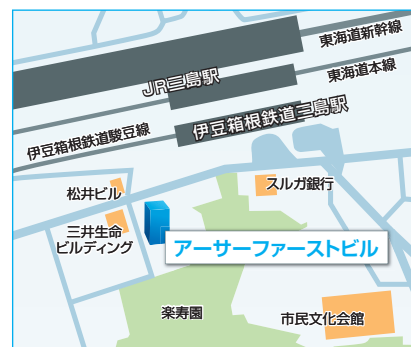 東海道新幹線
JR三島駅
東海道本線
伊豆箱根鉄道三島駅
伊豆箱根鉄道駿豆線
松井ビル
スルガ銀行
三井生命
ビルディング
アーサーファーストビル
楽寿園
市民文化会館